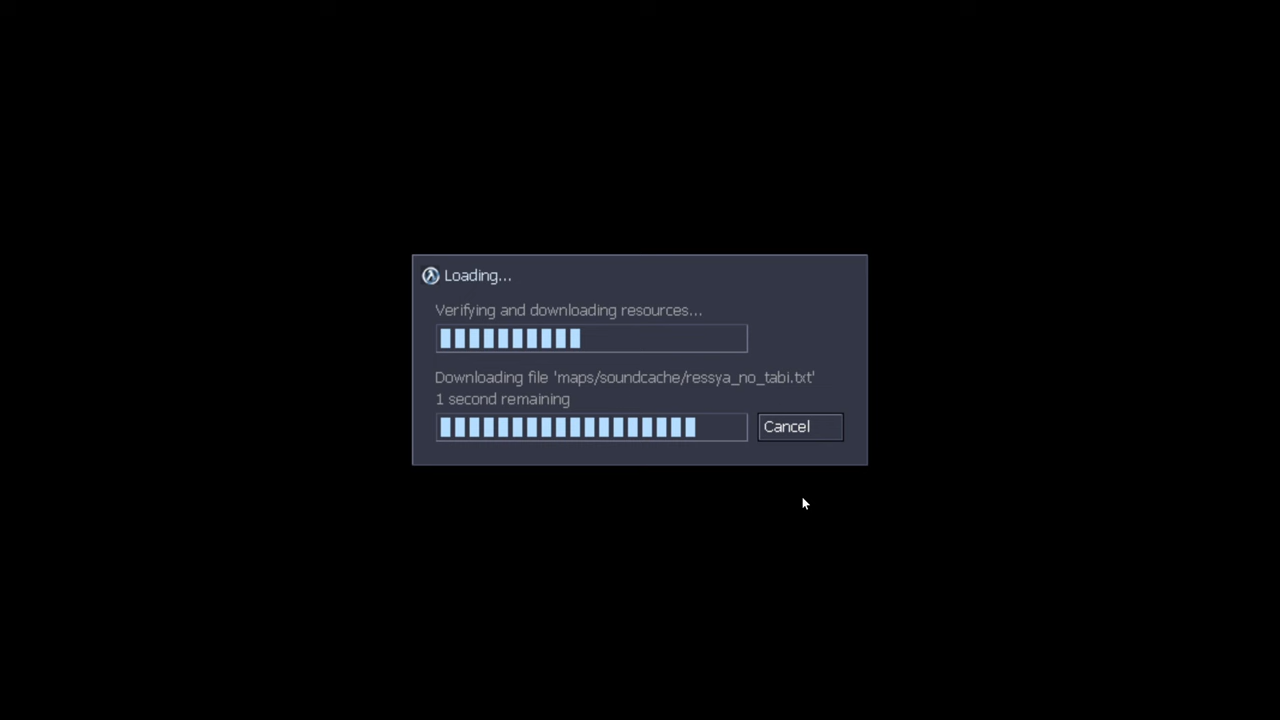 Loading...
Verifying and downloading resources...
Downloading file 'maps/soundcache/ressya_no_tabi.txt'
1 second remaining
Cancel